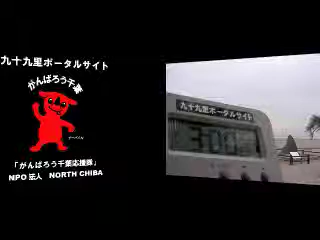 九十九里ポータルサイト
がんばろう千葉
「がんばろう千葉応援隊」
NPO 法人 NORTH CHIBA
九十九里ポータルサイト
3:00